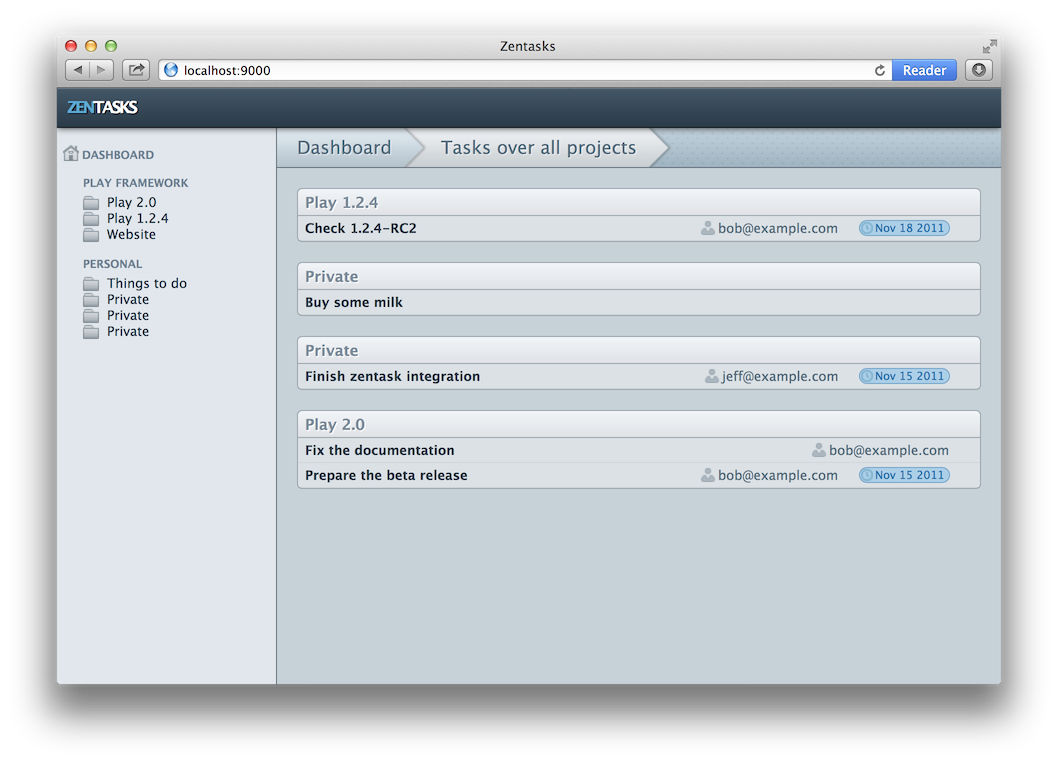 Zentasks
localhost:9000
Reader
ZENTASKS
DASHBOARD
PLAY FRAMEWORK
Play 2.0
Play 1.2.4
Website
PERSONAL
Things to do
Private
Private
Private
Dashboard Tasks over all projects
Play 1.2.4
Check 1.2.4-RC2 bob@example.com Nov 18 2011
Private
Buy some milk
Private
Finish zentask integration jeff@example.com Nov 15 2011
Play 2.0
Fix the documentation bob@example.com
Prepare the beta release bob@example.com Nov 15 2011